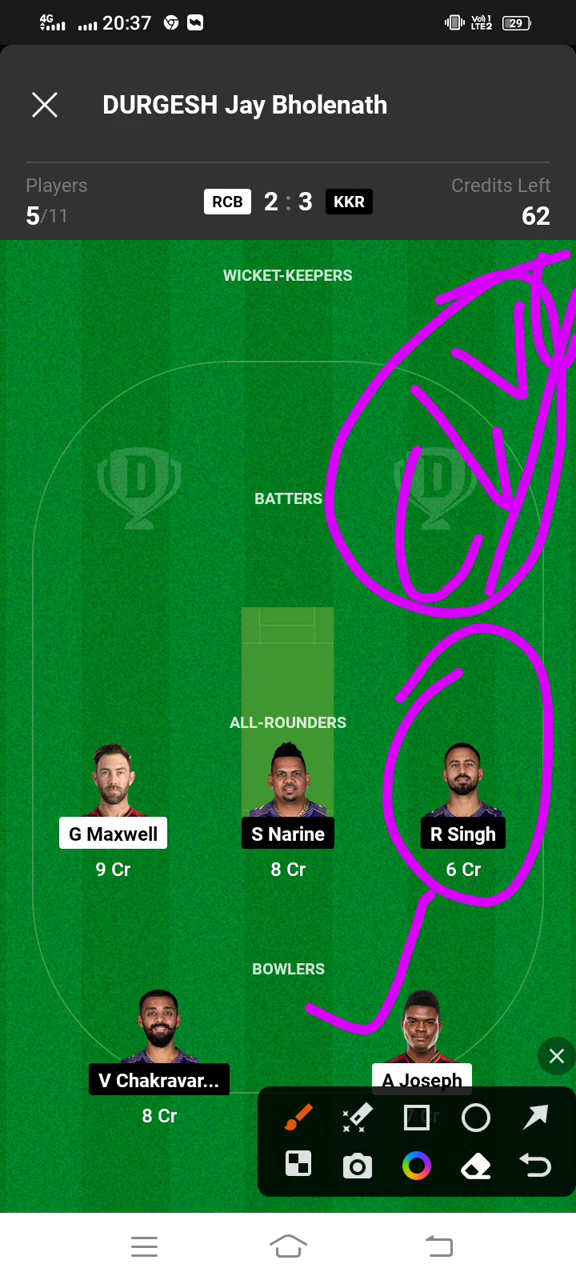 4G 20:37 Vo) 1 LTE2 29
DURGESH Jay Bholenath
Players Credits Left
5/11 RCB 2 : 3 KKR 62
WICKET-KEEPERS
D D
BATTERS
ALL-ROUNDERS
G Maxwell S Narine R Singh
9 Cr 8 Cr 6 Cr
BOWLERS
V Chakravar... A Joseph
8 Cr